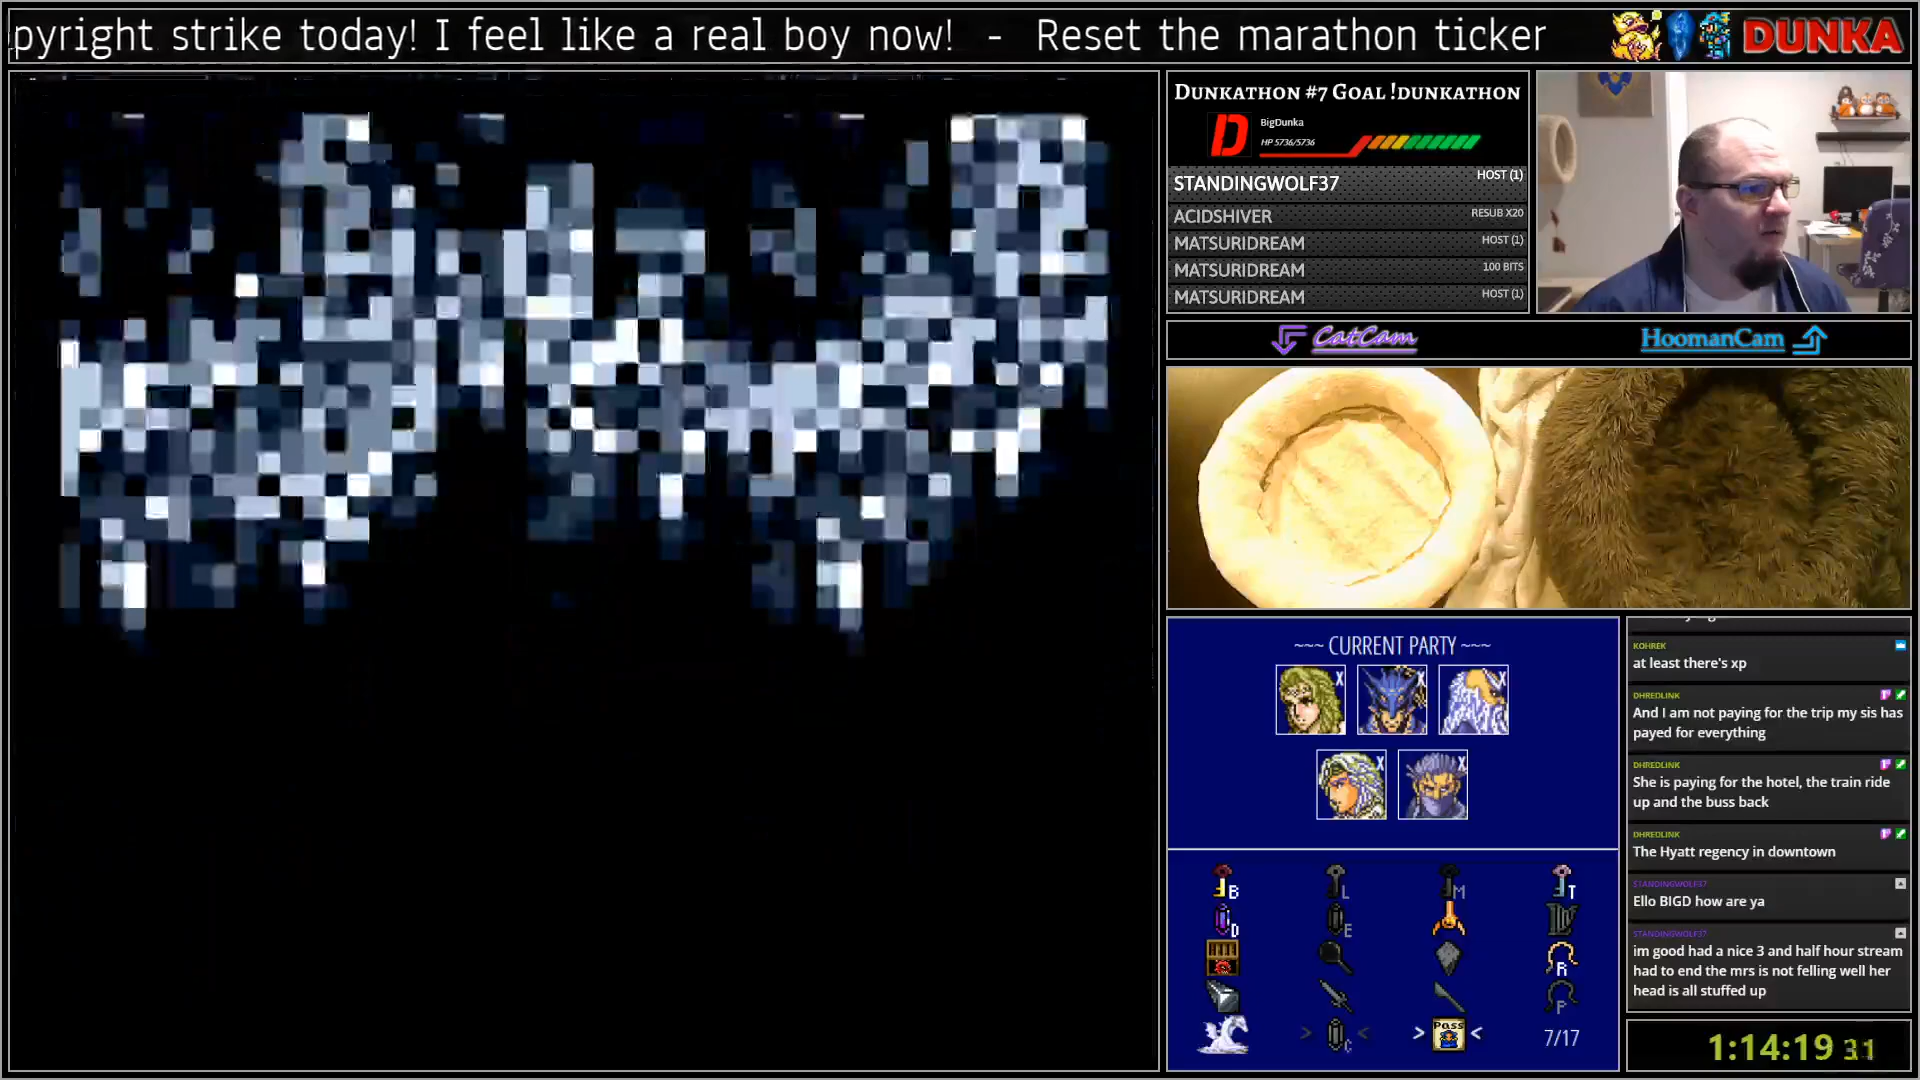 pyright strike today! I feel like a real boy now!  -  Reset the marathon ticker
DUNKA
Dunkathon #7 Goal !dunkathon
D
BigDunka
HP 5736/5736
STANDINGWOLF37 HOST (1)
ACIDSHIVER RESUB X20
MATSURIDREAM HOST (1)
MATSURIDREAM 100 BITS
MATSURIDREAM HOST (1)
CatCam
HoomanCam
~~~ CURRENT PARTY ~~~
X X X
X X
B L M T
D E
R
P
> C < > PASS < 7/17
KOHREK
at least there's xp
DHREDLINK
And I am not paying for the trip my sis has
payed for everything
DHREDLINK
She is paying for the hotel, the train ride
up and the buss back
DHREDLINK
The Hyatt regency in downtown
STANDINGWOLF37
Ello BIGD how are ya
STANDINGWOLF37
im good had a nice 3 and half hour stream
had to end the mrs is not felling well her
head is all stuffed up
1:14:19 31